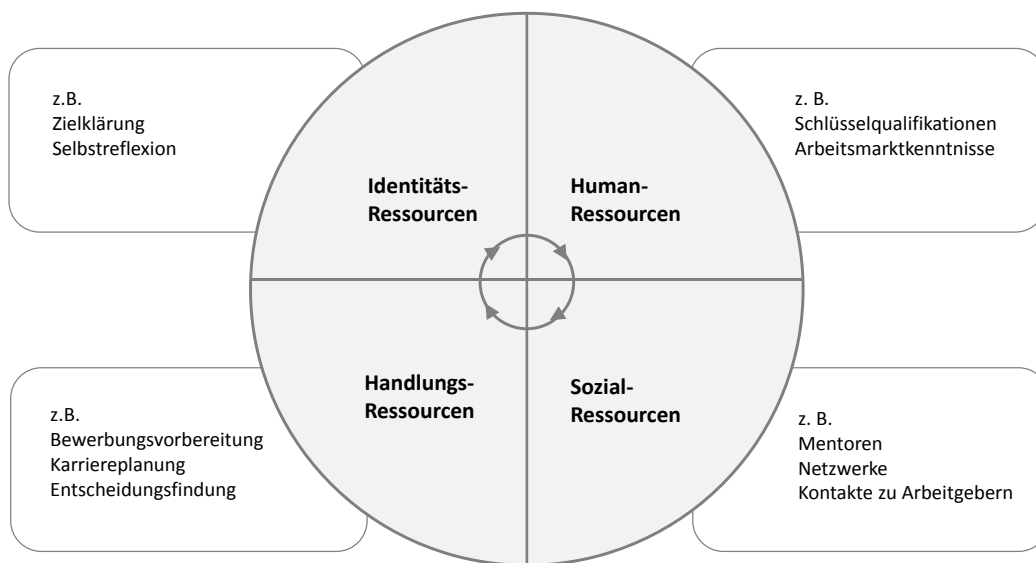 z.B.
Zielklärung
Selbstreflexion
z. B.
Schlüsselqualifikationen
Arbeitsmarktkenntnisse
Identitäts-
Ressourcen
Human-
Ressourcen
Handlungs-
Ressourcen
Sozial-
Ressourcen
z.B.
Bewerbungsvorbereitung
Karriereplanung
Entscheidungsfindung
z. B.
Mentoren
Netzwerke
Kontakte zu Arbeitgebern